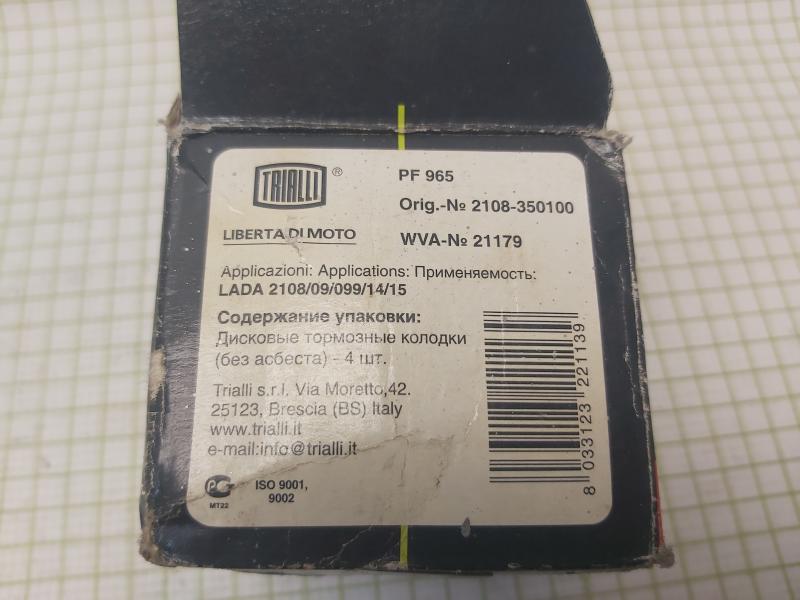 TRIALLI ®
LIBERTA DI MOTO
PF 965
Orig.-№ 2108-350100
WVA-№ 21179
Applicazioni: Applications: Применяемость:
LADA 2108/09/099/14/15
Содержание упаковки:
Дисковые тормозные колодки
(без асбеста) - 4 шт.
Trialli s.r.l. Via Moretto,42.
25123, Brescia (BS) Italy
www.trialli.it
e-mail:info@trialli.it
РСТ
МТ22
ISO 9001,
9002
8 033123 221139